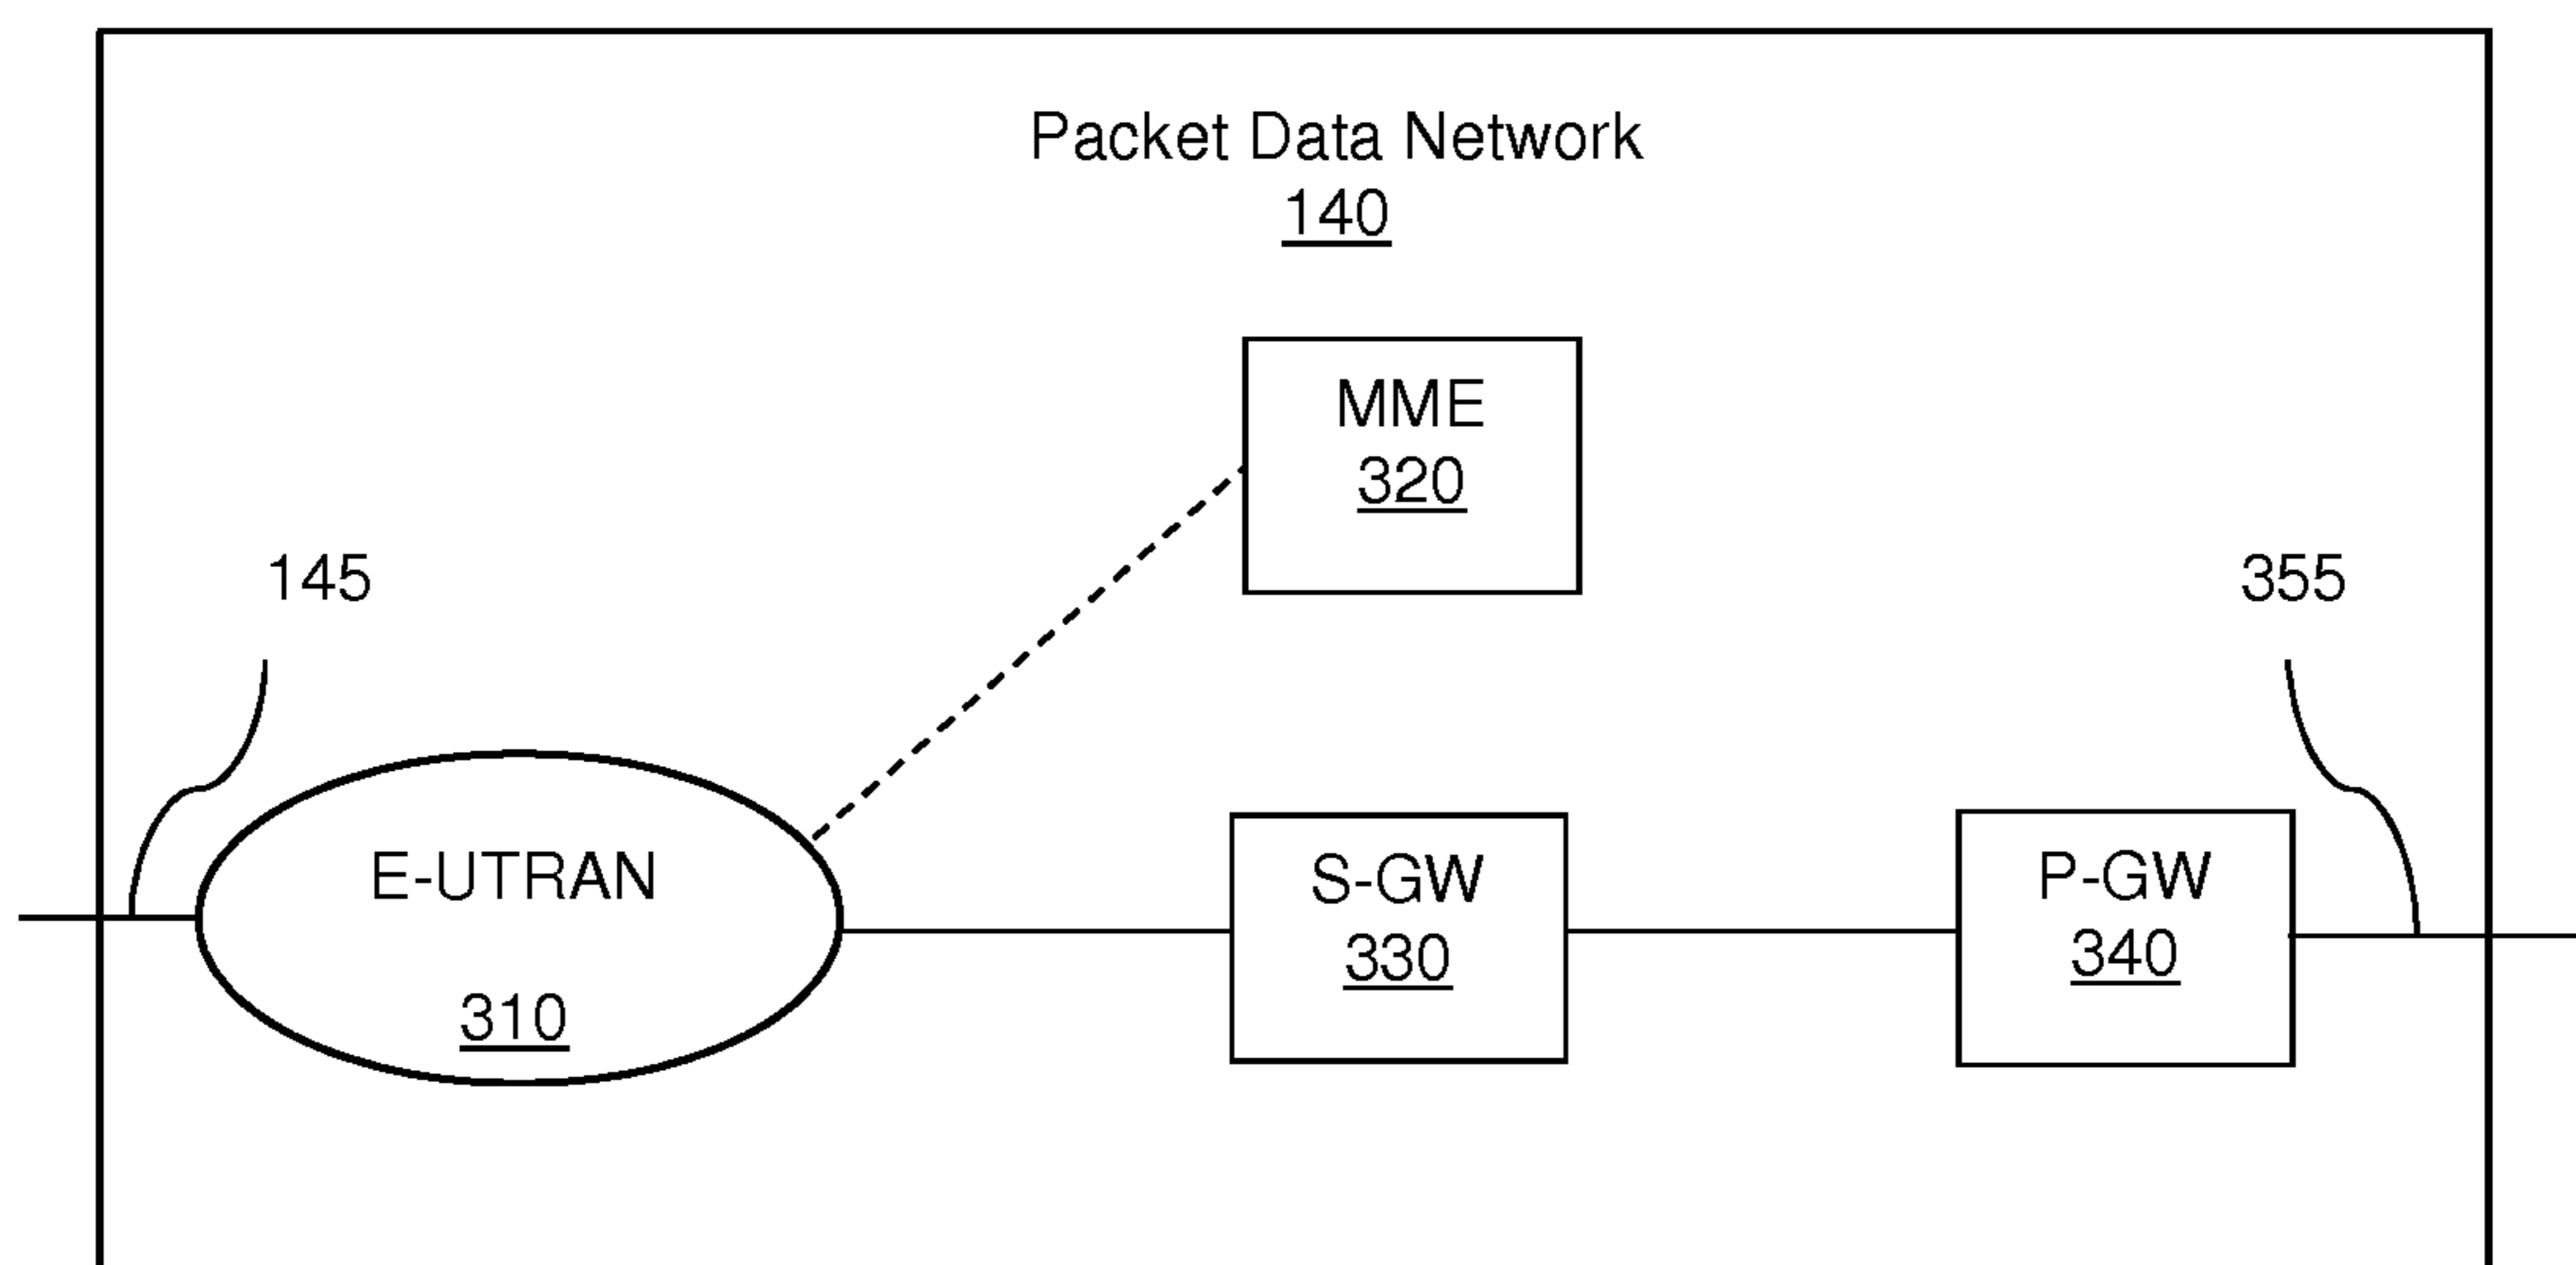 Packet Data Network
140
MME
320
145
355
E-UTRAN
310
S-GW
330
P-GW
340